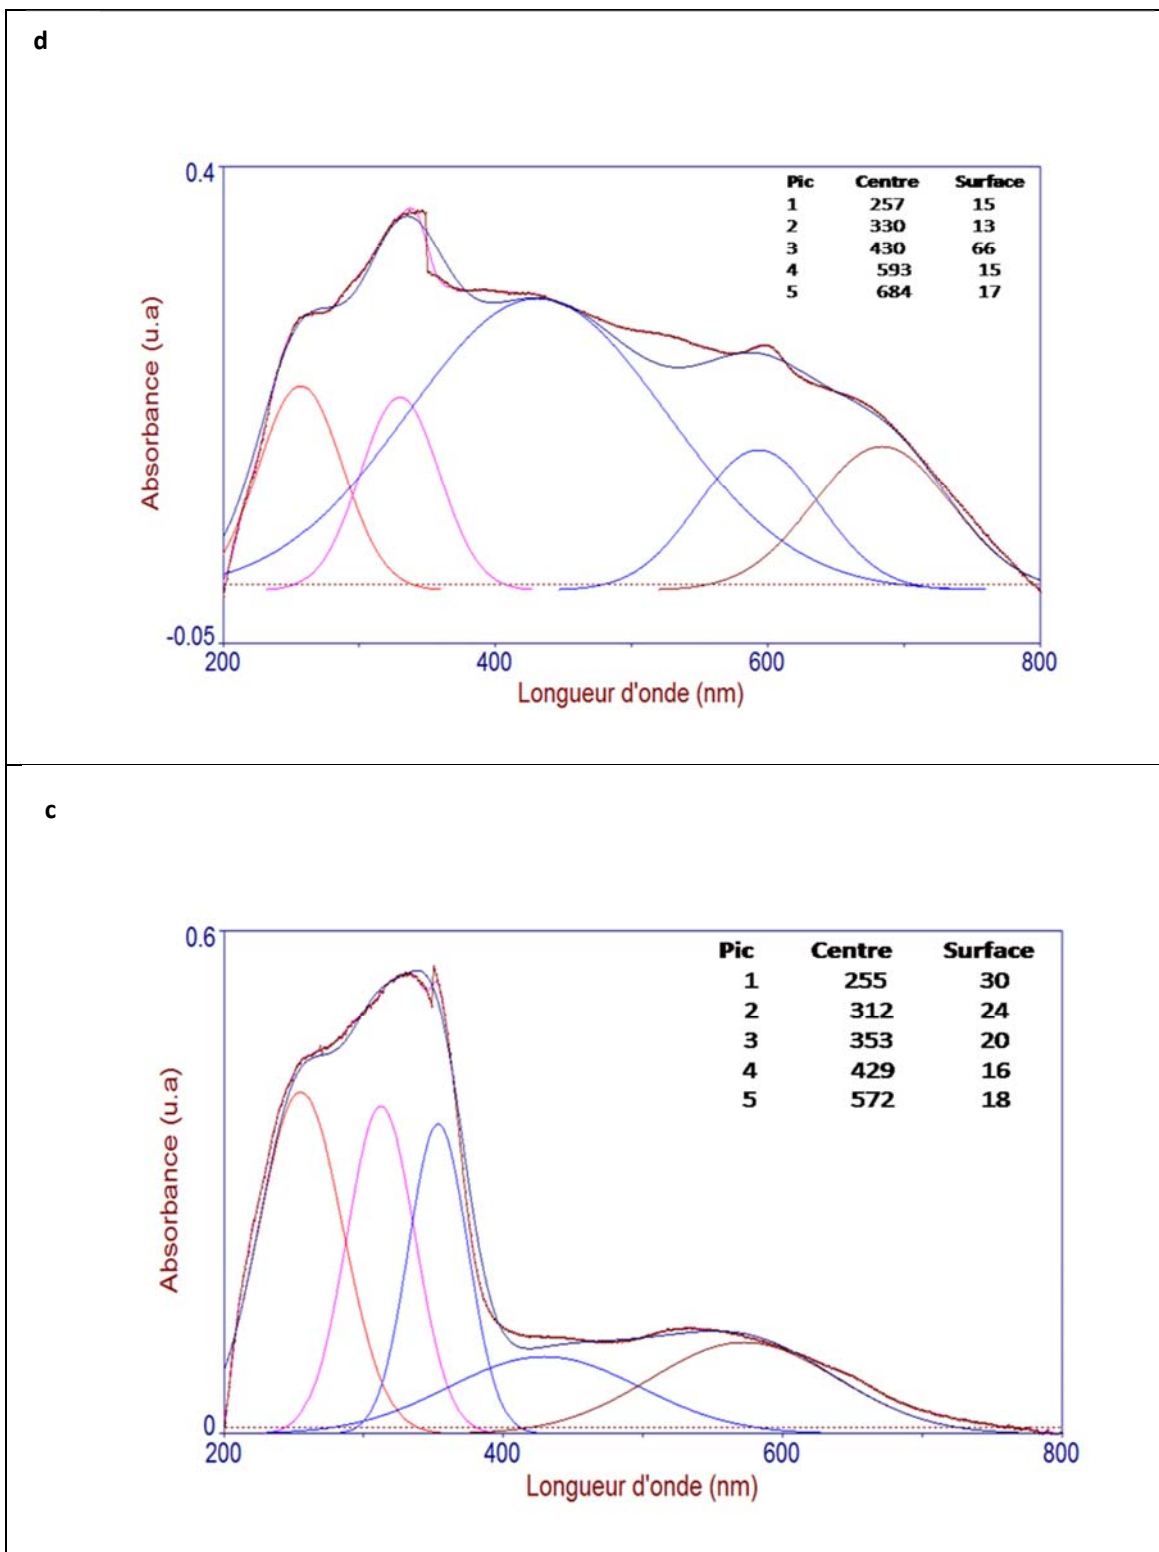 d
0.4
Pic Centre Surface
1 257 15
2 330 13
3 430 66
4 593 15
5 684 17
Absorbance (u.a)
-0.05
200 400 600 800
Longueur d'onde (nm)
c
0.6
Pic Centre Surface
1 255 30
2 312 24
3 353 20
4 429 16
5 572 18
Absorbance (u.a)
0
200 400 600 800
Longueur d'onde (nm)